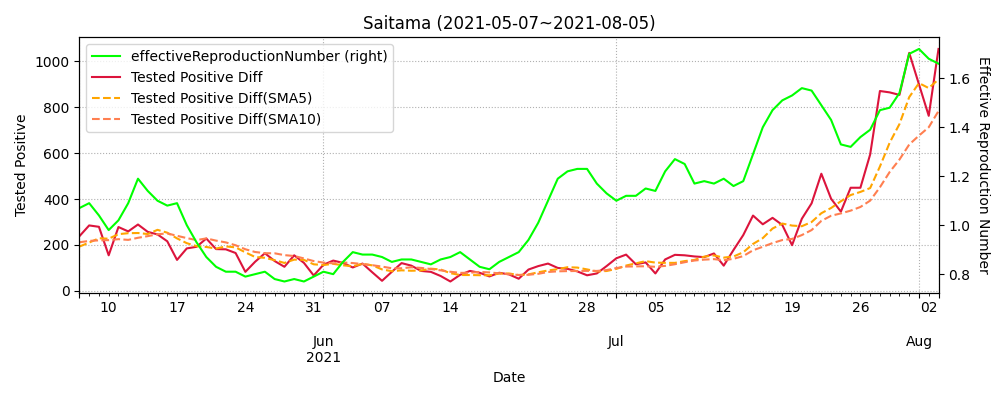 Saitama (2021-05-07~2021-08-05)
effectiveReproductionNumber (right)
Tested Positive Diff
Tested Positive Diff(SMA5)
Tested Positive Diff(SMA10)
Tested Positive
1000
800
600
400
200
0
Effective Reproduction Number
1.6
1.4
1.2
1.0
0.8
10 17 24 31 07 14 21 28 05 12 19 26 02
Jun Jul Aug
2021
Date